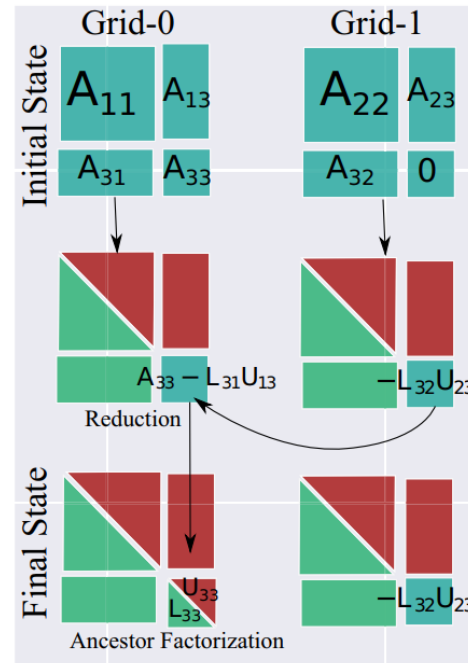 Grid-0
Grid-1
Initial State
A₁₁
A₁₃
A₂₂
A₂₃
A₃₁
A₃₃
A₃₂
0
A₃₃ − L₃₁U₁₃
−L₃₂U₂₃
Reduction
Final State
U₃₃
L₃₃
−L₃₂U₂₃
Ancestor Factorization